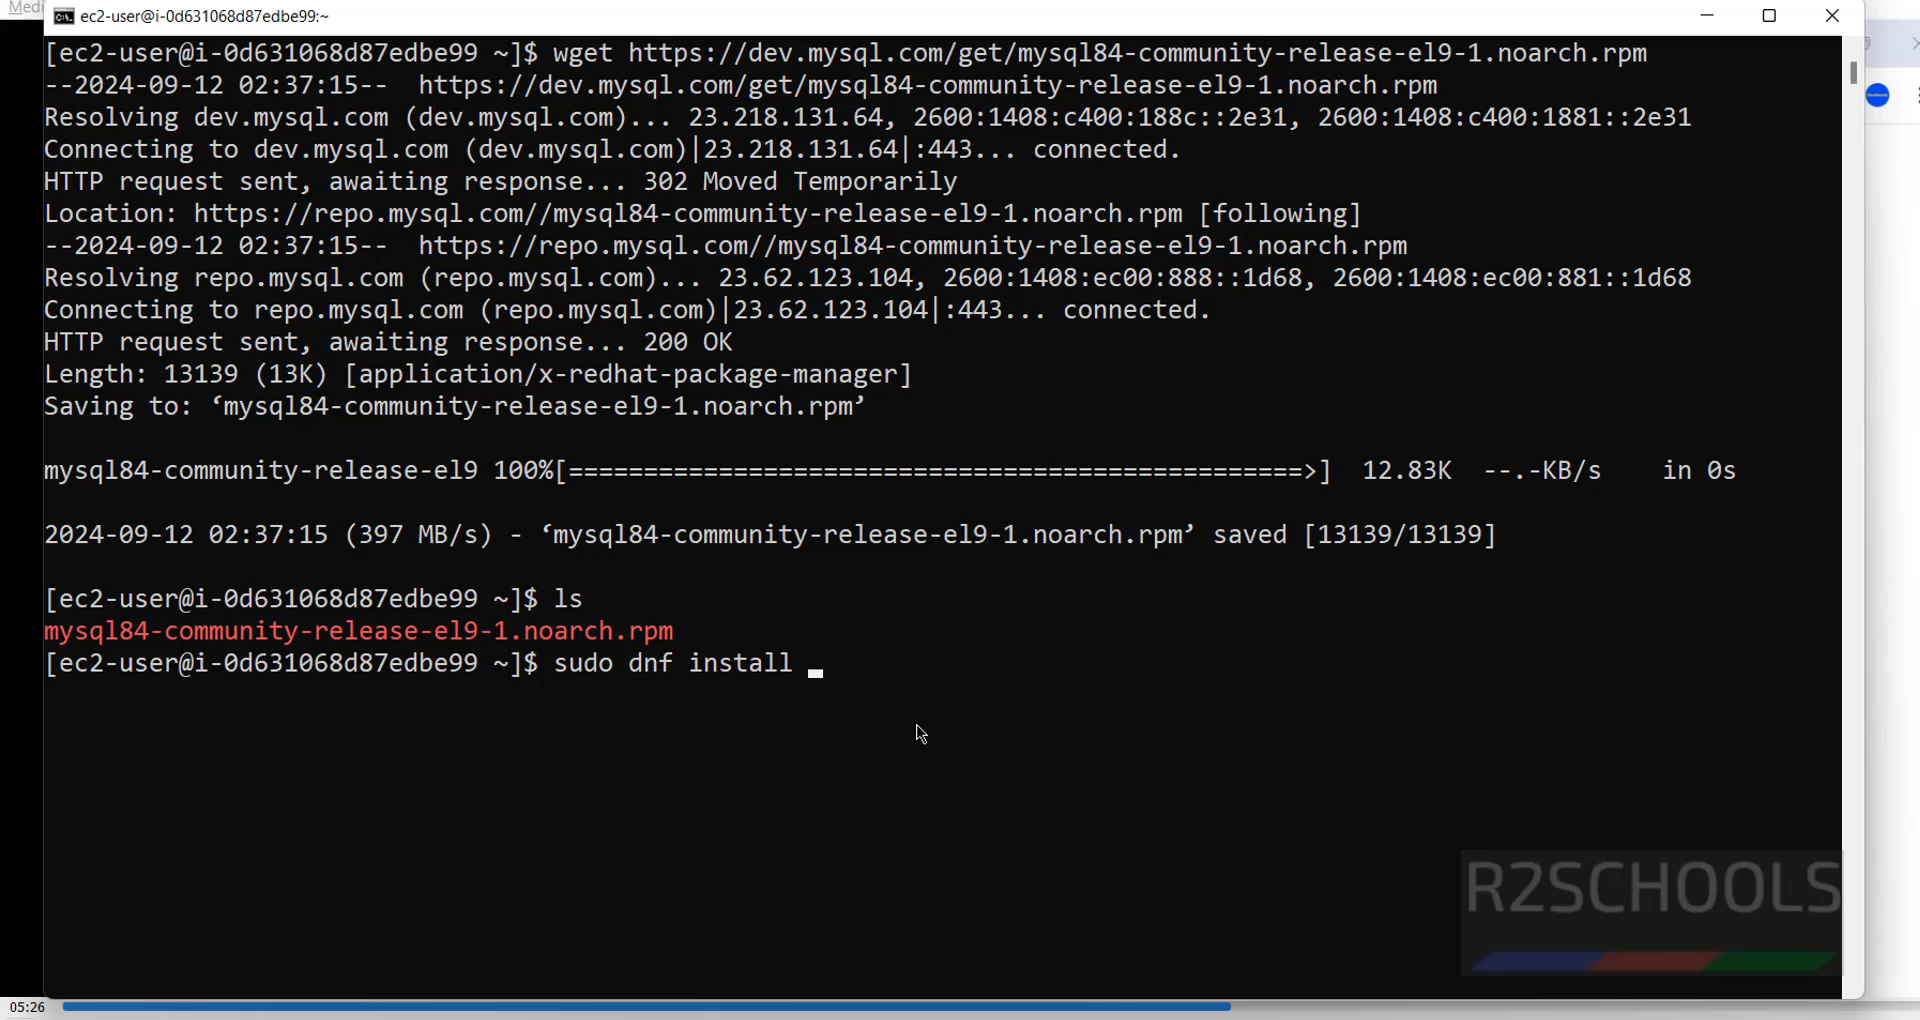 Medi
ec2-user@i-0d631068d87edbe99:~
[ec2-user@i-0d631068d87edbe99 ~]$ wget https://dev.mysql.com/get/mysql84-community-release-el9-1.noarch.rpm
--2024-09-12 02:37:15--  https://dev.mysql.com/get/mysql84-community-release-el9-1.noarch.rpm
Resolving dev.mysql.com (dev.mysql.com)... 23.218.131.64, 2600:1408:c400:188c::2e31, 2600:1408:c400:1881::2e31
Connecting to dev.mysql.com (dev.mysql.com)|23.218.131.64|:443... connected.
HTTP request sent, awaiting response... 302 Moved Temporarily
Location: https://repo.mysql.com//mysql84-community-release-el9-1.noarch.rpm [following]
--2024-09-12 02:37:15--  https://repo.mysql.com//mysql84-community-release-el9-1.noarch.rpm
Resolving repo.mysql.com (repo.mysql.com)... 23.62.123.104, 2600:1408:ec00:888::1d68, 2600:1408:ec00:881::1d68
Connecting to repo.mysql.com (repo.mysql.com)|23.62.123.104|:443... connected.
HTTP request sent, awaiting response... 200 OK
Length: 13139 (13K) [application/x-redhat-package-manager]
Saving to: ‘mysql84-community-release-el9-1.noarch.rpm’
mysql84-community-release-el9 100%[=================================================>]  12.83K  --.-KB/s    in 0s
2024-09-12 02:37:15 (397 MB/s) - ‘mysql84-community-release-el9-1.noarch.rpm’ saved [13139/13139]
[ec2-user@i-0d631068d87edbe99 ~]$ ls
mysql84-community-release-el9-1.noarch.rpm
[ec2-user@i-0d631068d87edbe99 ~]$ sudo dnf install
R2SCHOOLS
05:26